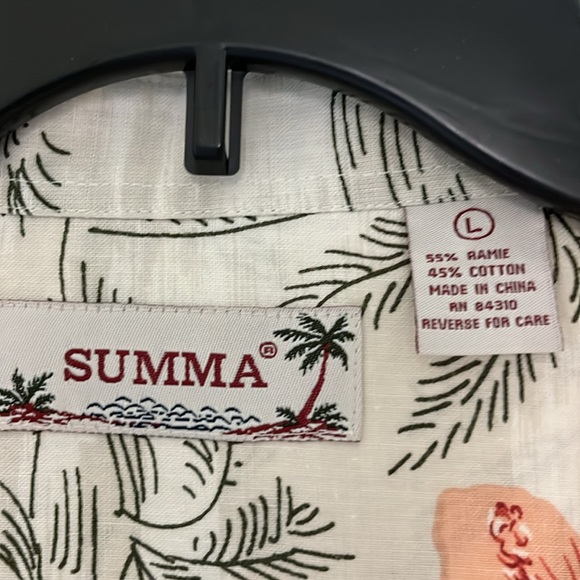 L
55% RAMIE
45% COTTON
MADE IN CHINA
RN 84310
REVERSE FOR CARE
SUMMA®